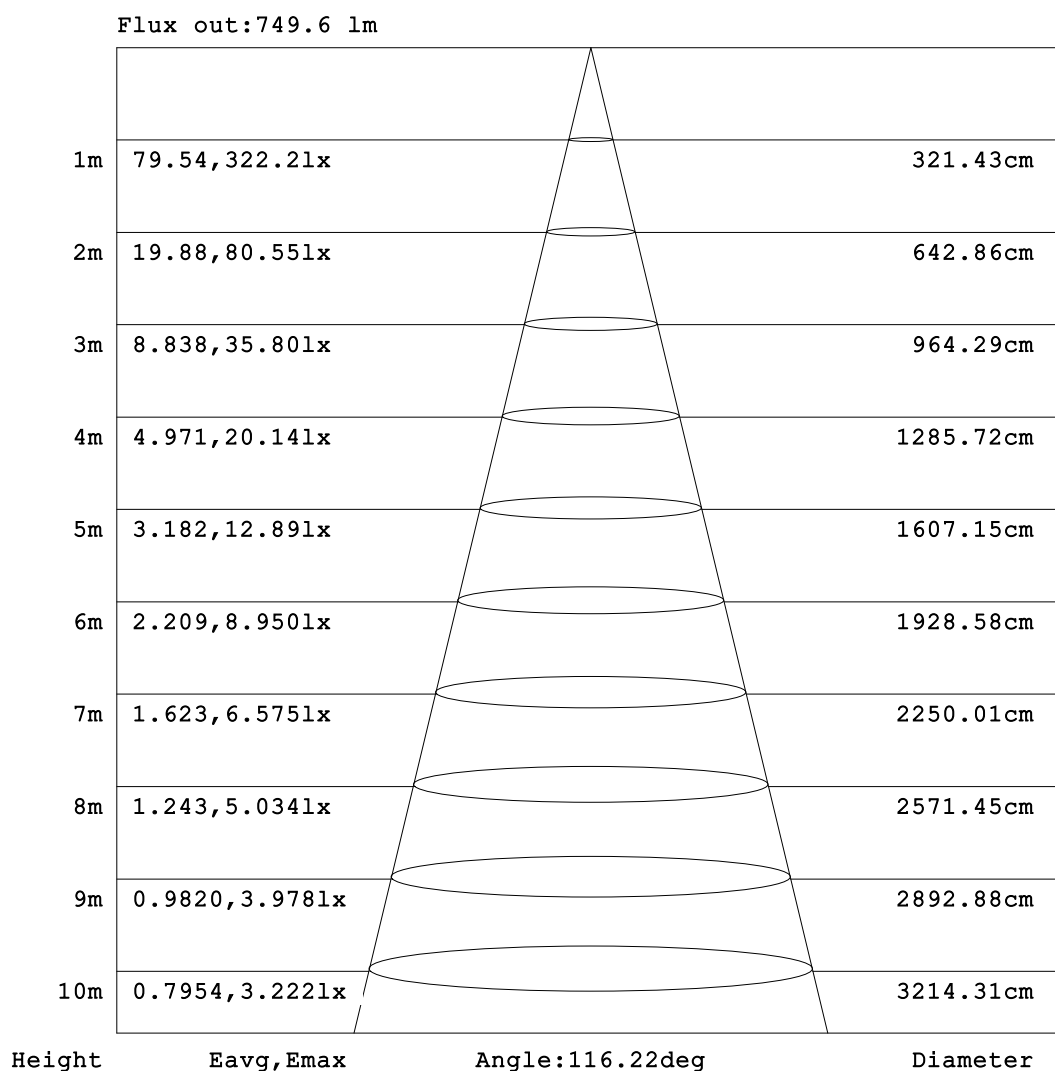 Flux out:749.6 lm
1m 79.54,322.2lx 321.43cm
2m 19.88,80.55lx 642.86cm
3m 8.838,35.80lx 964.29cm
4m 4.971,20.14lx 1285.72cm
5m 3.182,12.89lx 1607.15cm
6m 2.209,8.950lx 1928.58cm
7m 1.623,6.575lx 2250.01cm
8m 1.243,5.034lx 2571.45cm
9m 0.9820,3.978lx 2892.88cm
10m 0.7954,3.222lx 3214.31cm
Height Eavg,Emax Angle:116.22deg Diameter